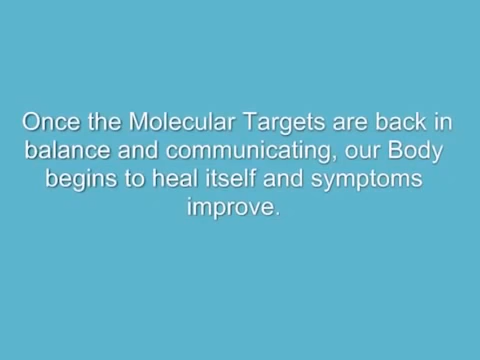 Once the Molecular Targets are back in
balance and communicating, our Body
begins to heal itself and symptoms
improve.